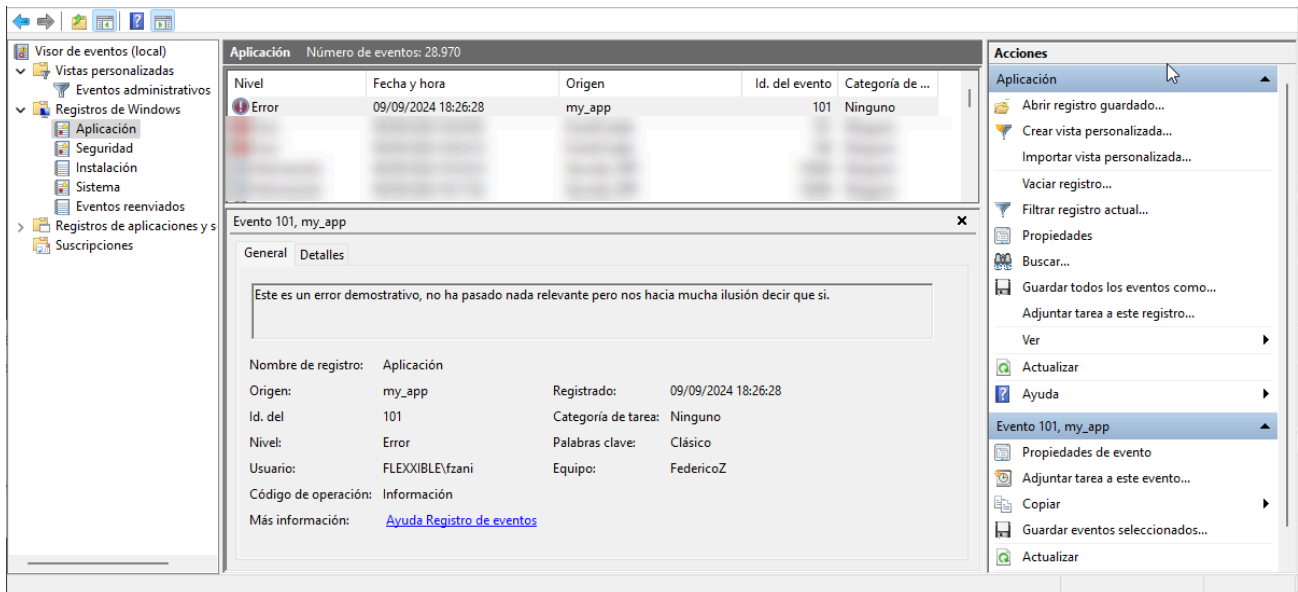 Visor de eventos (local)
Vistas personalizadas
Eventos administrativos
Registros de Windows
Aplicación
Seguridad
Instalación
Sistema
Eventos reenviados
Registros de aplicaciones y s
Suscripciones
Aplicación Número de eventos: 28.970
Nivel Fecha y hora Origen Id. del evento Categoría de ...
Error 09/09/2024 18:26:28 my_app 101 Ninguno
Evento 101, my_app
General Detalles
Este es un error demostrativo, no ha pasado nada relevante pero nos hacia mucha ilusión decir que si.
Nombre de registro: Aplicación
Origen: my_app Registrado: 09/09/2024 18:26:28
Id. del 101 Categoría de tarea: Ninguno
Nivel: Error Palabras clave: Clásico
Usuario: FLEXXIBLE\fzani Equipo: FedericoZ
Código de operación: Información
Más información: Ayuda Registro de eventos
Acciones
Aplicación
Abrir registro guardado...
Crear vista personalizada...
Importar vista personalizada...
Vaciar registro...
Filtrar registro actual...
Propiedades
Buscar...
Guardar todos los eventos como...
Adjuntar tarea a este registro...
Ver
Actualizar
Ayuda
Evento 101, my_app
Propiedades de evento
Adjuntar tarea a este evento...
Copiar
Guardar eventos seleccionados...
Actualizar